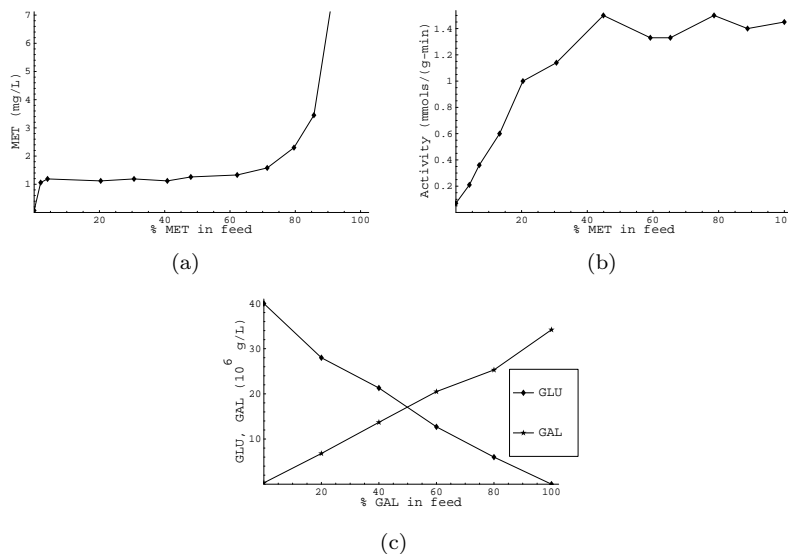 7
6
5
4
3
2
1
MET (mg/L)
20 40 60 80 100
% MET in feed
(a)
1.4
1.2
1
0.8
0.6
0.4
0.2
Activity (mmols/(g-min)
20 40 60 80 100
% MET in feed
(b)
40
30
20
10
GLU, GAL (10^6 g/L)
20 40 60 80 100
% GAL in feed
GLU
GAL
(c)